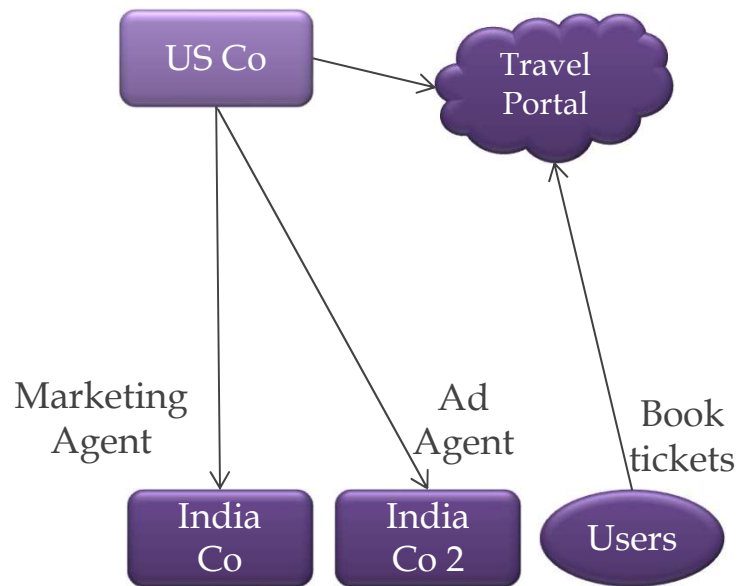 US Co
Travel
Portal
Marketing
Agent
Ad
Agent
Book
tickets
India
Co
India
Co 2
Users